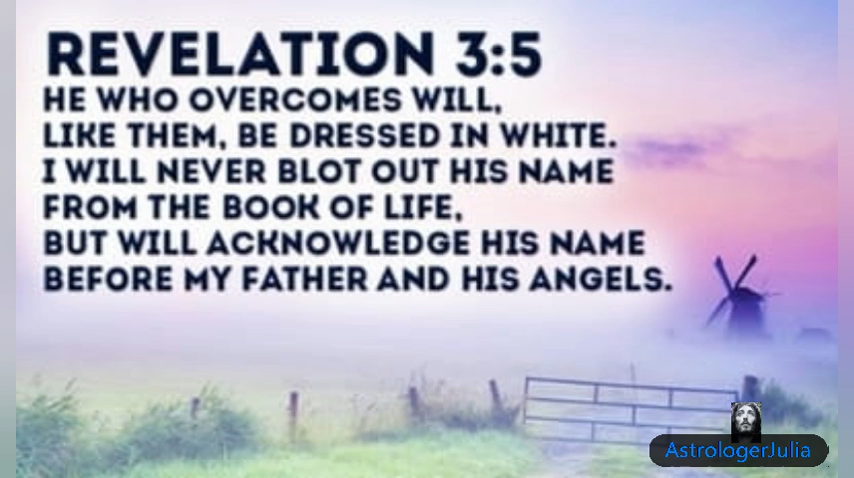 REVELATION 3:5
HE WHO OVERCOMES WILL,
LIKE THEM, BE DRESSED IN WHITE.
I WILL NEVER BLOT OUT HIS NAME
FROM THE BOOK OF LIFE,
BUT WILL ACKNOWLEDGE HIS NAME
BEFORE MY FATHER AND HIS ANGELS.
AstrologerJulia